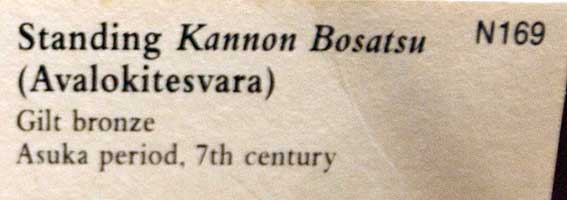 Standing Kannon Bosatsu N169
(Avalokitesvara)
Gilt bronze
Asuka period, 7th century